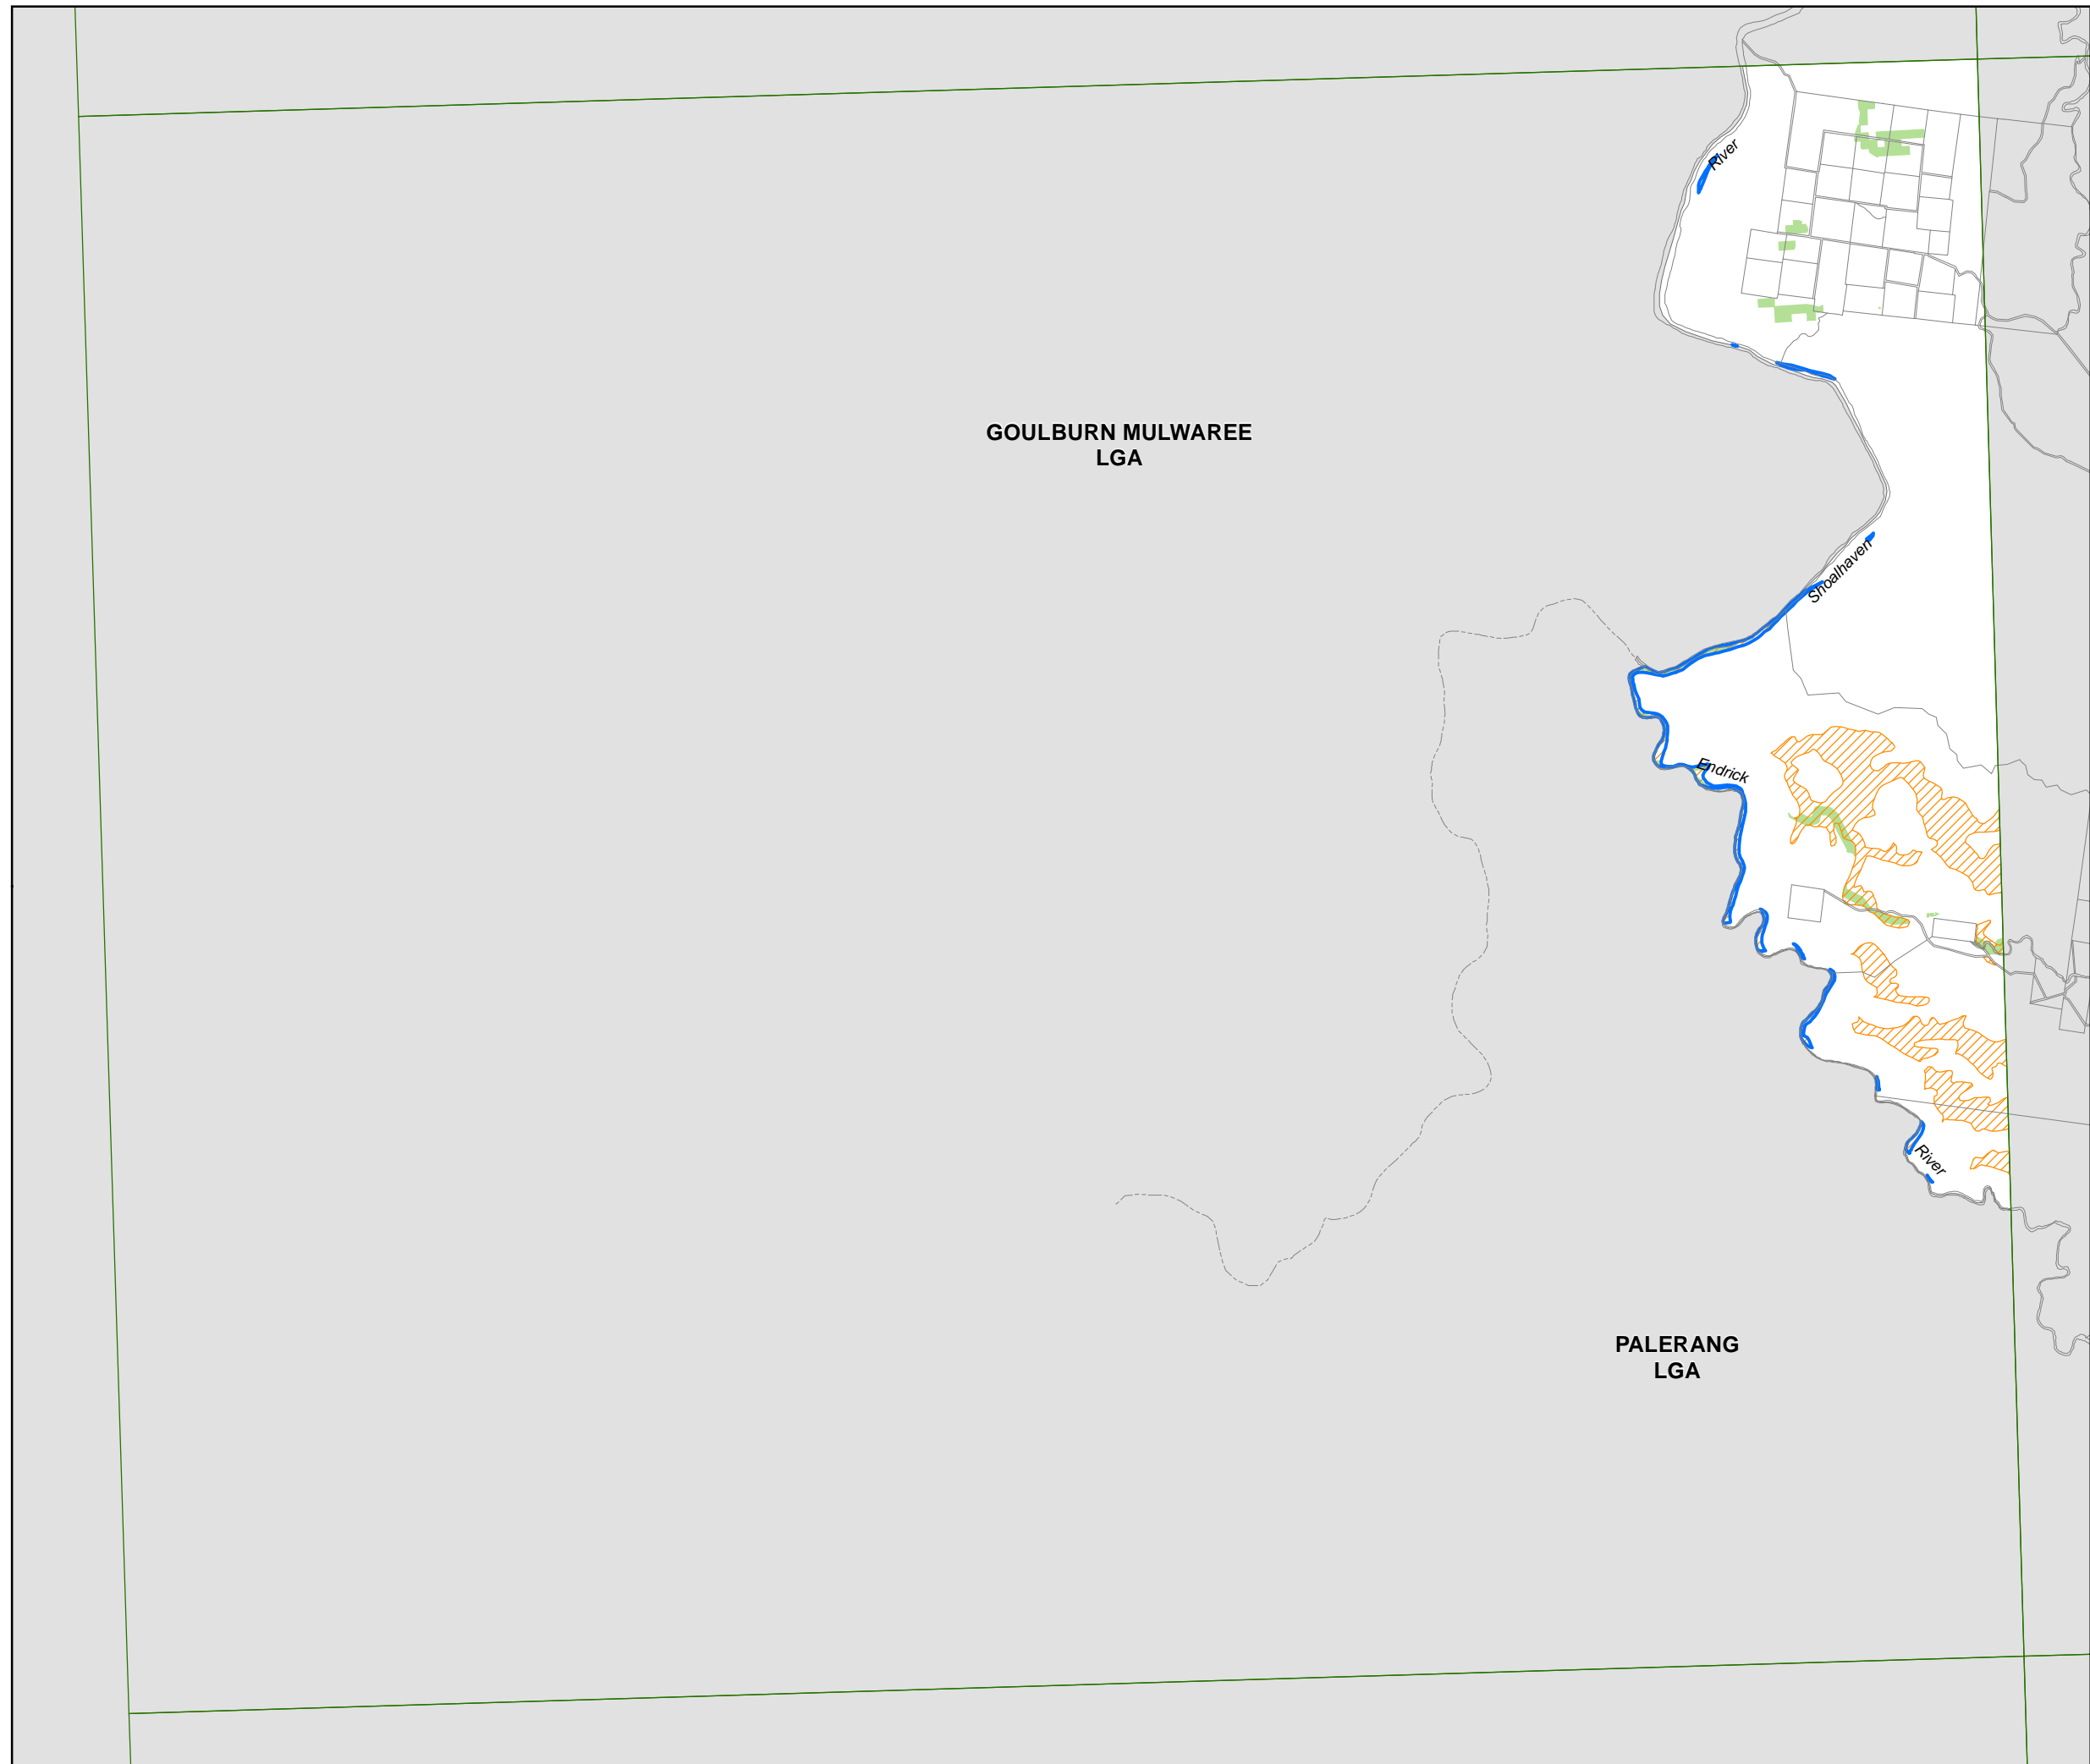 River
GOULBURN MULWAREE
LGA
Shoalhaven
Endrick
River
PALERANG
LGA